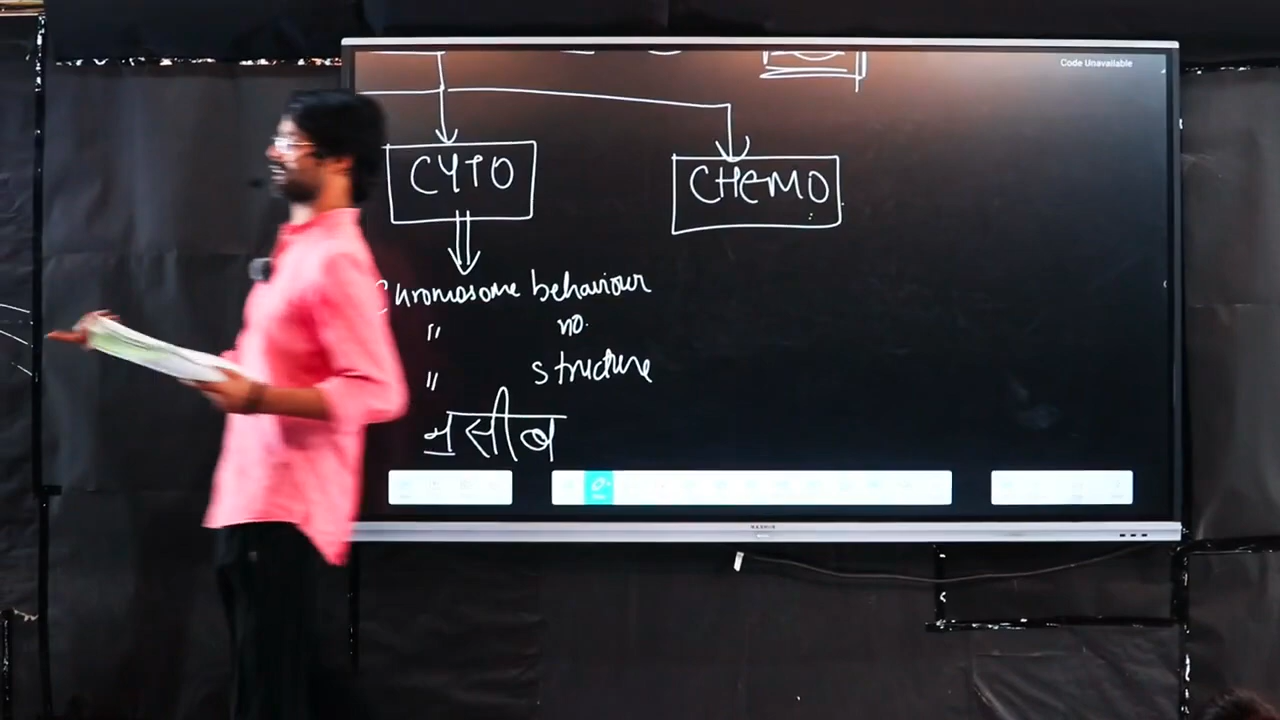 Code Unavailable
CYTO
CHEMO
Chromosome behaviour
" no.
" structure
नसीब